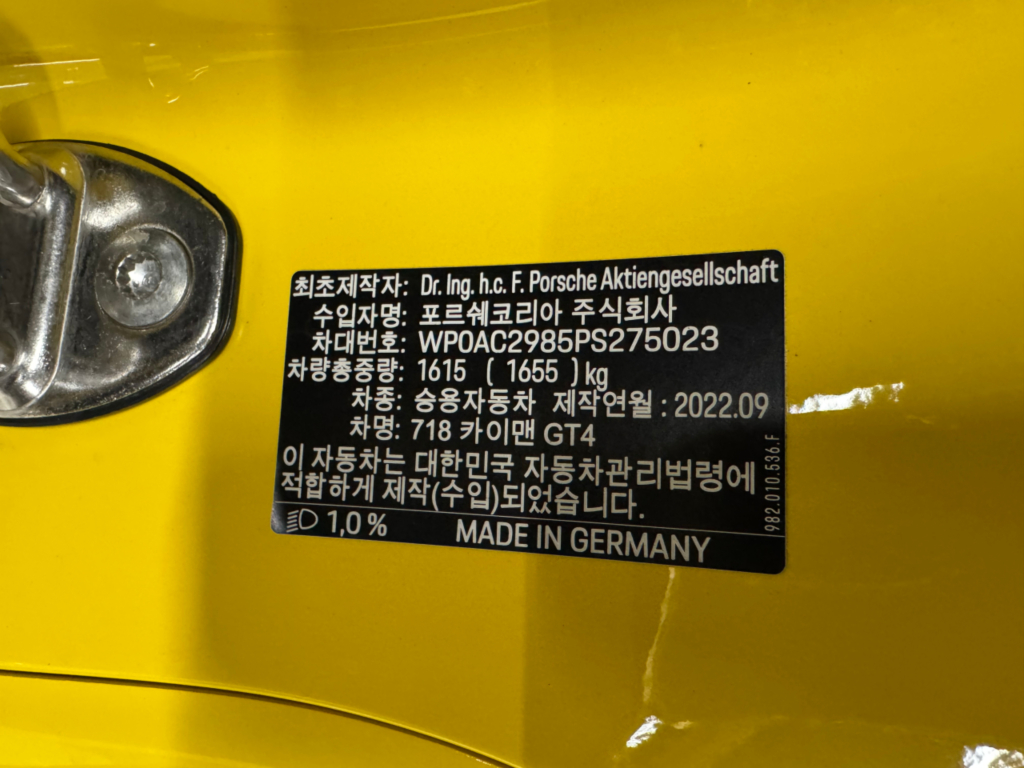 최초제작자: Dr. Ing. h.c. F. Porsche Aktiengesellschaft
수입자명: 포르쉐코리아 주식회사
차대번호: WP0AC2985PS275023
차량총중량: 1615 ( 1655 )kg
차종: 승용자동차 제작연월 : 2022.09
차명: 718 카이맨 GT4
이 자동차는 대한민국 자동차관리법령에
적합하게 제작(수입)되었습니다.
1,0 % MADE IN GERMANY
982.010.536.F